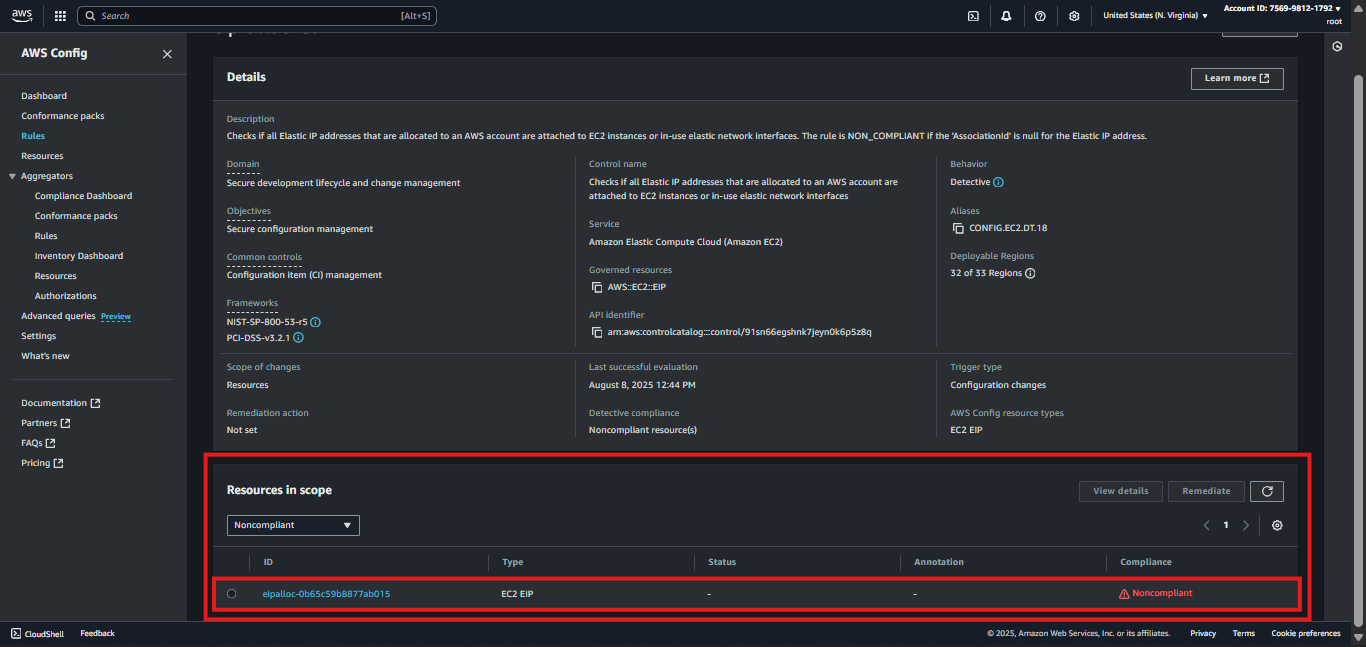 aws
Search [Alt+S]
United States (N. Virginia) ▼
Account ID: 7569-9812-1792 ▼
root
AWS Config
Dashboard
Conformance packs
Rules
Resources
Aggregators
Compliance Dashboard
Conformance packs
Rules
Inventory Dashboard
Resources
Authorizations
Advanced queries Preview
Settings
What's new
Documentation
Partners
FAQs
Pricing
Details
Learn more
Description
Checks if all Elastic IP addresses that are allocated to an AWS account are attached to EC2 instances or in-use elastic network interfaces. The rule is NON_COMPLIANT if the 'AssociationId' is null for the Elastic IP address.
Domain
Secure development lifecycle and change management
Objectives
Secure configuration management
Common controls
Configuration item (CI) management
Frameworks
NIST-SP-800-53-r5
PCI-DSS-v3.2.1
Control name
Checks if all Elastic IP addresses that are allocated to an AWS account are
attached to EC2 instances or in-use elastic network interfaces
Service
Amazon Elastic Compute Cloud (Amazon EC2)
Governed resources
AWS::EC2::EIP
API identifier
arn:aws:controlcatalog:::control/91sn66egshnk7jeyn0k6p5z8q
Behavior
Detective
Aliases
CONFIG.EC2.DT.18
Deployable Regions
32 of 33 Regions
Scope of changes
Resources
Remediation action
Not set
Last successful evaluation
August 8, 2025 12:44 PM
Detective compliance
Noncompliant resource(s)
Trigger type
Configuration changes
AWS Config resource types
EC2 EIP
Resources in scope
View details Remediate
Noncompliant
1
ID Type Status Annotation Compliance
eipalloc-0b65c59b8877ab015 EC2 EIP - - Noncompliant
CloudShell Feedback © 2025, Amazon Web Services, Inc. or its affiliates. Privacy Terms Cookie preferences